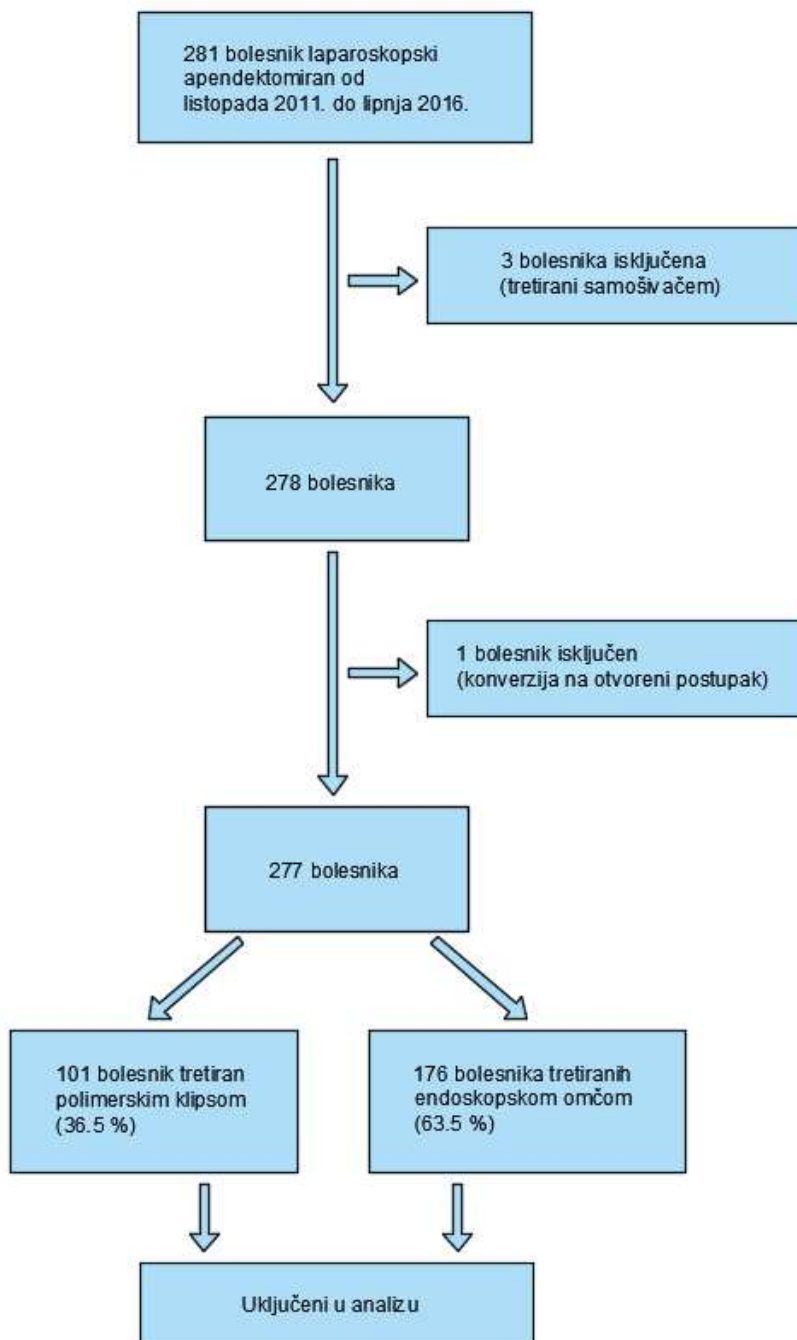 281 bolesnik laparoskopski
apendektomiran od
listopada 2011. do lipnja 2016.
3 bolesnika isključena
(tretirani samošivačem)
278 bolesnika
1 bolesnik isključen
(konverzija na otvoreni postupak)
277 bolesnika
101 bolesnik tretiran
polimerskim klipsom
(36.5 %)
176 bolesnika tretiranih
endoskopskom omčom
(63.5 %)
Uključeni u analizu